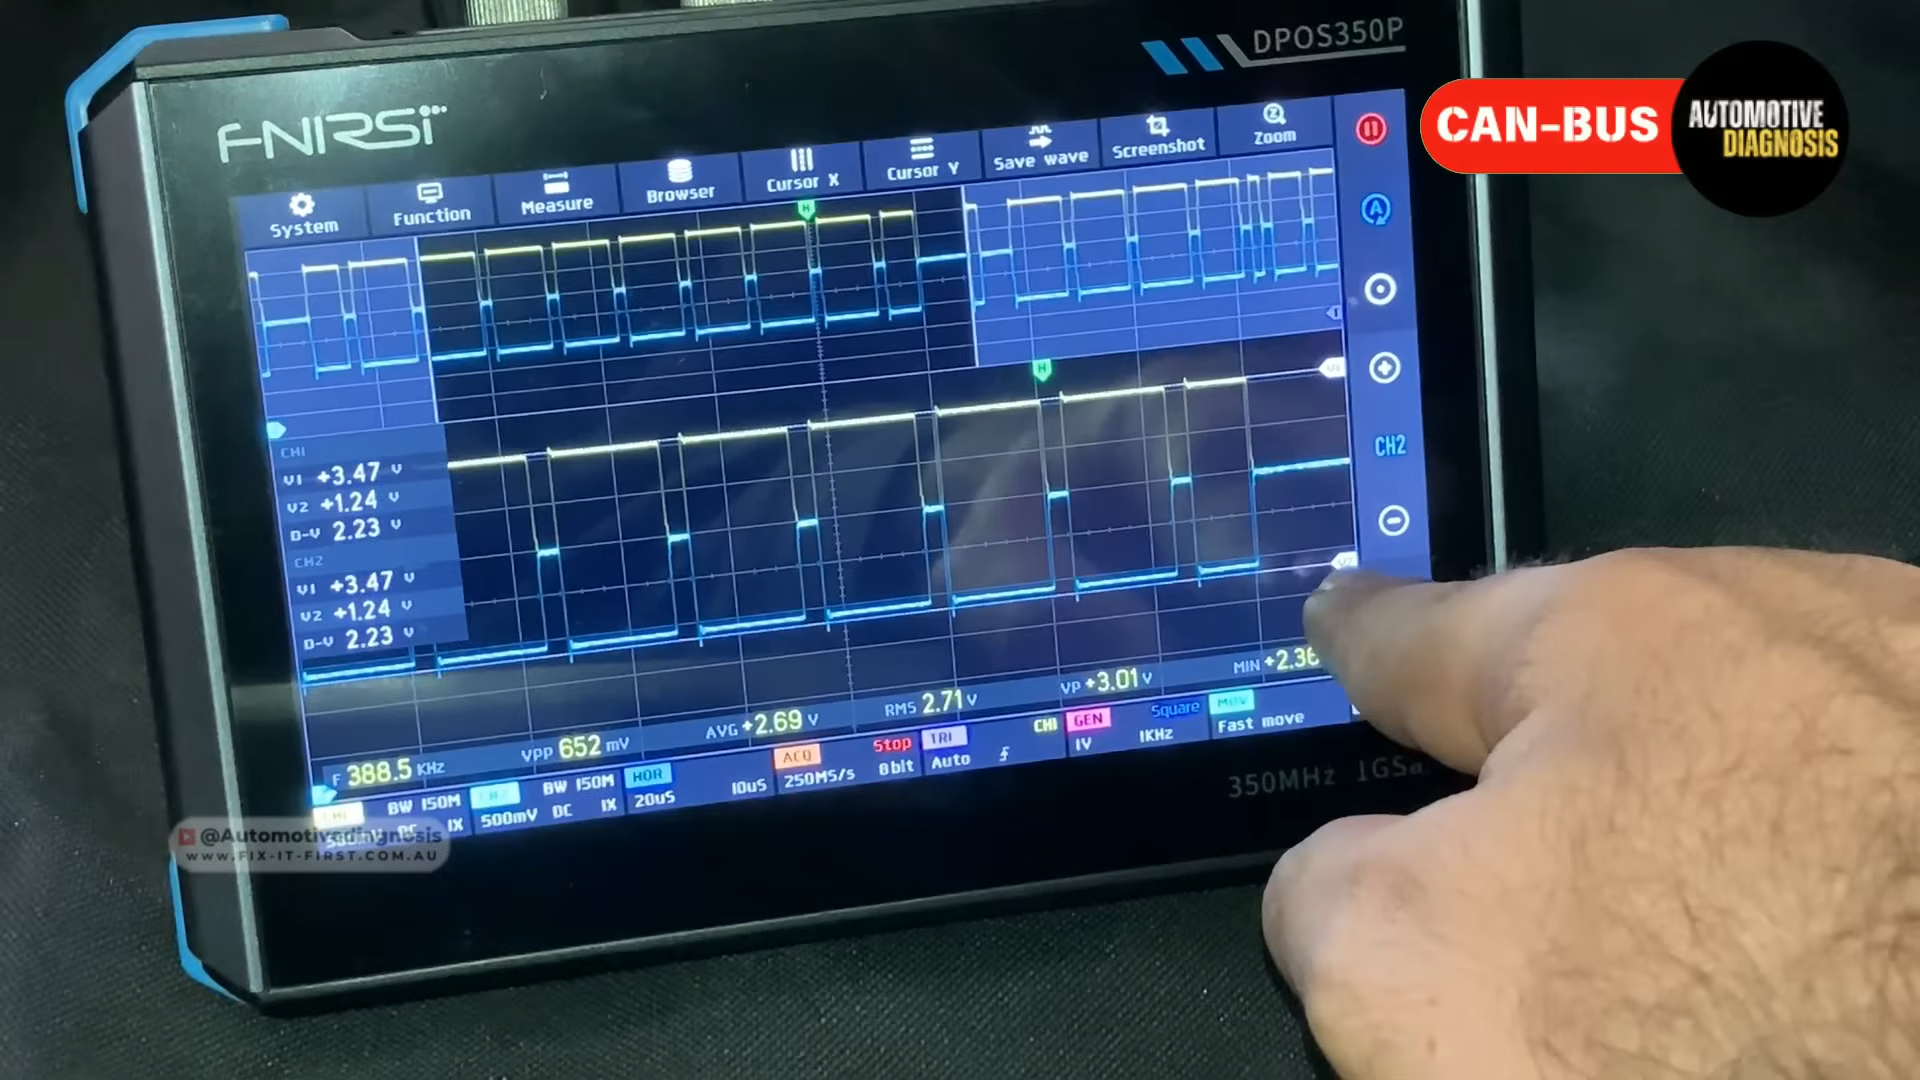 DPOS350P
FNIRSI
CAN-BUS
AUTOMOTIVE
DIAGNOSIS
System
Function
Measure
Browser
Cursor X
Cursor Y
Save wave
Screenshot
Zoom
H
A
H
CH1
V1 +3.47 V
V2 +1.24 V
D-V 2.23 V
CH2
V1 +3.47 V
V2 +1.24 V
D-V 2.23 V
CH2
F 388.5 KHz
VPP 652 mV
AVG +2.69 V
RMS 2.71 V
VP +3.01 V
MIN +2.36
BW 150M
DC 1X
BW 150M
500mV DC 1X
HOR
20uS 10uS
ACQ Stop
250MS/s 8bit
TRI CH1
Auto
GEN Square
1V 1KHz
MOV
Fast move
350MHz 1GSa
@Automotivediagnosis
WWW.FIX-IT-FIRST.COM.AU